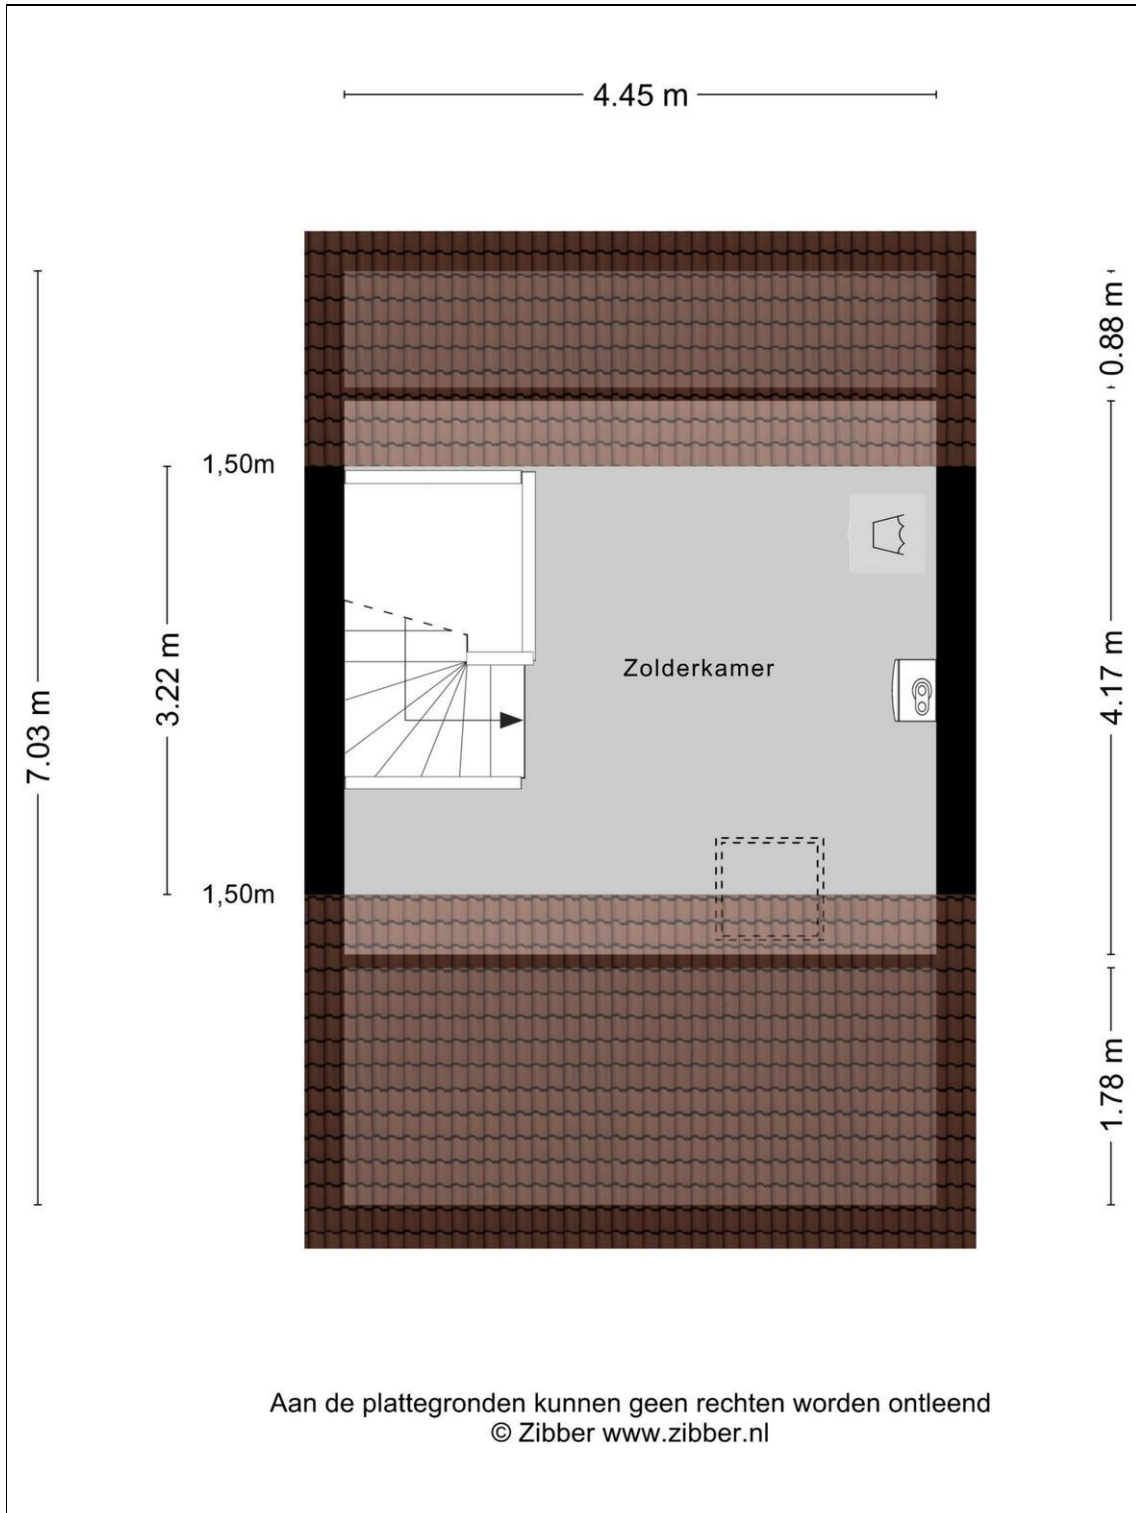 4.45 m
0.88 m
1,50m
3.22 m
7.03 m
Zolderkamer
4.17 m
1,50m
1.78 m
Aan de plattegronden kunnen geen rechten worden ontleend
© Zibber www.zibber.nl